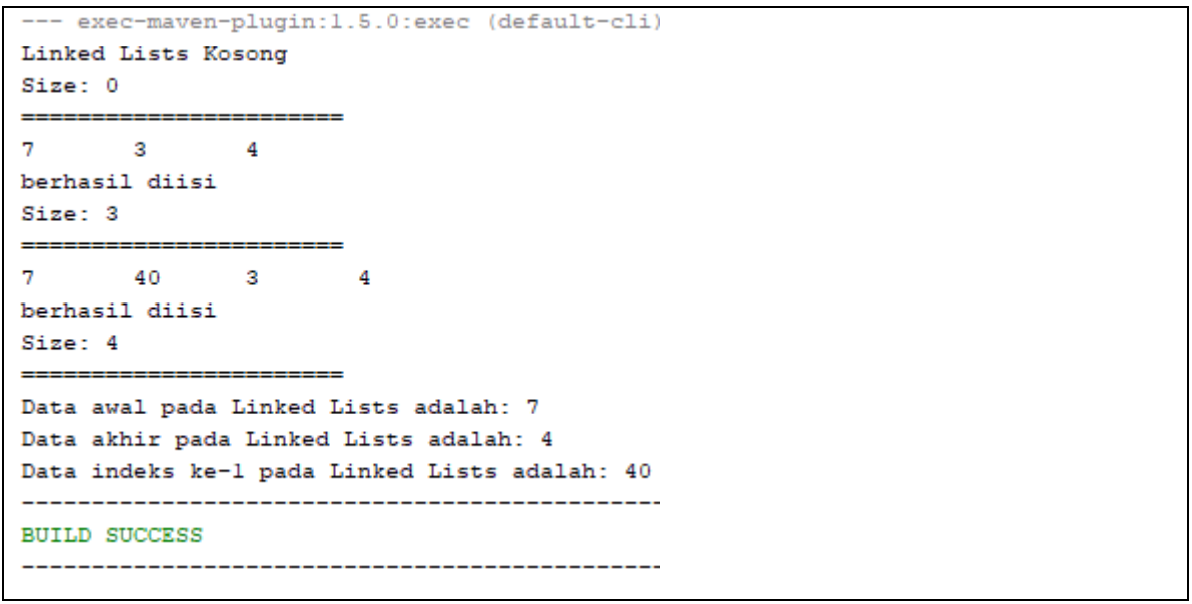 --- exec-maven-plugin:1.5.0:exec (default-cli)
Linked Lists Kosong
Size: 0
=======================
7	3	4
berhasil diisi
Size: 3
=======================
7	40	3	4
berhasil diisi
Size: 4
=======================
Data awal pada Linked Lists adalah: 7
Data akhir pada Linked Lists adalah: 4
Data indeks ke-1 pada Linked Lists adalah: 40
----------------------------------------------
BUILD SUCCESS
----------------------------------------------